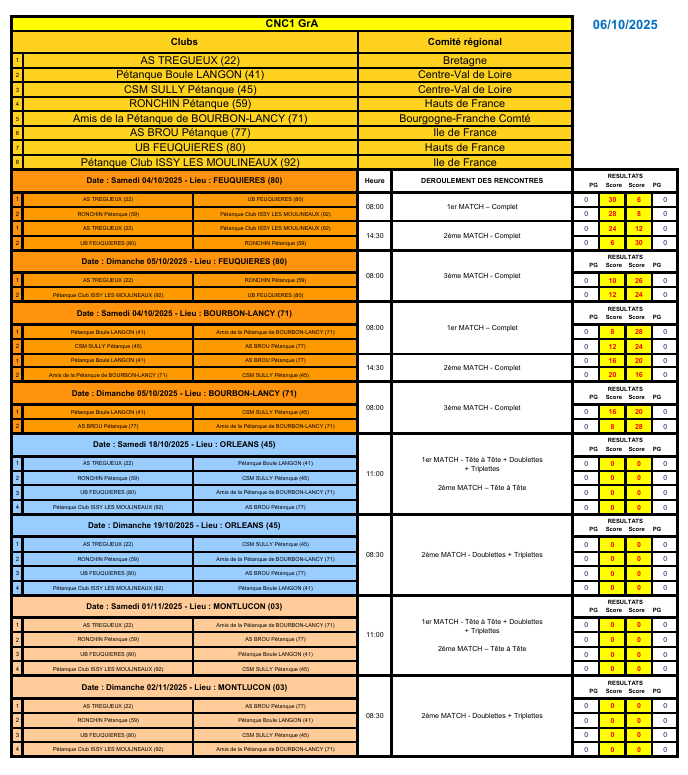 CNC1 GrA
06/10/2025
Clubs Comité régional
1 AS TREGUEUX (22) Bretagne
2 Pétanque Boule LANGON (41) Centre-Val de Loire
3 CSM SULLY Pétanque (45) Centre-Val de Loire
4 RONCHIN Pétanque (59) Hauts de France
5 Amis de la Pétanque de BOURBON-LANCY (71) Bourgogne-Franche Comté
6 AS BROU Pétanque (77) Ile de France
7 UB FEUQUIERES (80) Hauts de France
8 Pétanque Club ISSY LES MOULINEAUX (92) Ile de France
Date : Samedi 04/10/2025 - Lieu : FEUQUIERES (80) Heure DEROULEMENT DES RENCONTRES RESULTATS
PG Score Score PG
1 AS TREGUEUX (22) UB FEUQUIERES (80) 08:00 1er MATCH – Complet 0 30 6 0
2 RONCHIN Pétanque (59) Pétanque Club ISSY LES MOULINEAUX (92) 0 28 8 0
1 AS TREGUEUX (22) Pétanque Club ISSY LES MOULINEAUX (92) 14:30 2ème MATCH - Complet 0 24 12 0
2 UB FEUQUIERES (80) RONCHIN Pétanque (59) 0 6 30 0
Date : Dimanche 05/10/2025 - Lieu : FEUQUIERES (80) 08:00 3ème MATCH - Complet RESULTATS
PG Score Score PG
1 AS TREGUEUX (22) RONCHIN Pétanque (59) 0 10 26 0
2 Pétanque Club ISSY LES MOULINEAUX (92) UB FEUQUIERES (80) 0 12 24 0
Date : Samedi 04/10/2025 - Lieu : BOURBON-LANCY (71) 08:00 1er MATCH – Complet RESULTATS
PG Score Score PG
1 Pétanque Boule LANGON (41) Amis de la Pétanque de BOURBON-LANCY (71) 0 8 28 0
2 CSM SULLY Pétanque (45) AS BROU Pétanque (77) 0 12 24 0
1 Pétanque Boule LANGON (41) AS BROU Pétanque (77) 14:30 2ème MATCH - Complet 0 16 20 0
2 Amis de la Pétanque de BOURBON-LANCY (71) CSM SULLY Pétanque (45) 0 20 16 0
Date : Dimanche 05/10/2025 - Lieu : BOURBON-LANCY (71) 08:00 3ème MATCH - Complet RESULTATS
PG Score Score PG
1 Pétanque Boule LANGON (41) CSM SULLY Pétanque (45) 0 16 20 0
2 AS BROU Pétanque (77) Amis de la Pétanque de BOURBON-LANCY (71) 0 8 28 0
Date : Samedi 18/10/2025 - Lieu : ORLEANS (45) 11:00 1er MATCH - Tête à Tête + Doublettes
+ Triplettes
2ème MATCH – Tête à Tête
RESULTATS
PG Score Score PG
1 AS TREGUEUX (22) Pétanque Boule LANGON (41) 0 0 0 0
2 RONCHIN Pétanque (59) CSM SULLY Pétanque (45) 0 0 0 0
3 UB FEUQUIERES (80) Amis de la Pétanque de BOURBON-LANCY (71) 0 0 0 0
4 Pétanque Club ISSY LES MOULINEAUX (92) AS BROU Pétanque (77) 0 0 0 0
Date : Dimanche 19/10/2025 - Lieu : ORLEANS (45) 08:30 2ème MATCH - Doublettes + Triplettes RESULTATS
PG Score Score PG
1 AS TREGUEUX (22) CSM SULLY Pétanque (45) 0 0 0 0
2 RONCHIN Pétanque (59) Amis de la Pétanque de BOURBON-LANCY (71) 0 0 0 0
3 UB FEUQUIERES (80) AS BROU Pétanque (77) 0 0 0 0
4 Pétanque Club ISSY LES MOULINEAUX (92) Pétanque Boule LANGON (41) 0 0 0 0
Date : Samedi 01/11/2025 - Lieu : MONTLUCON (03) 11:00 1er MATCH - Tête à Tête + Doublettes
+ Triplettes
2ème MATCH – Tête à Tête
RESULTATS
PG Score Score PG
1 AS TREGUEUX (22) Amis de la Pétanque de BOURBON-LANCY (71) 0 0 0 0
2 RONCHIN Pétanque (59) AS BROU Pétanque (77) 0 0 0 0
3 UB FEUQUIERES (80) Pétanque Boule LANGON (41) 0 0 0 0
4 Pétanque Club ISSY LES MOULINEAUX (92) CSM SULLY Pétanque (45) 0 0 0 0
Date : Dimanche 02/11/2025 - Lieu : MONTLUCON (03) 08:30 2ème MATCH - Doublettes + Triplettes RESULTATS
PG Score Score PG
1 AS TREGUEUX (22) AS BROU Pétanque (77) 0 0 0 0
2 RONCHIN Pétanque (59) Pétanque Boule LANGON (41) 0 0 0 0
3 UB FEUQUIERES (80) CSM SULLY Pétanque (45) 0 0 0 0
4 Pétanque Club ISSY LES MOULINEAUX (92) Amis de la Pétanque de BOURBON-LANCY (71) 0 0 0 0